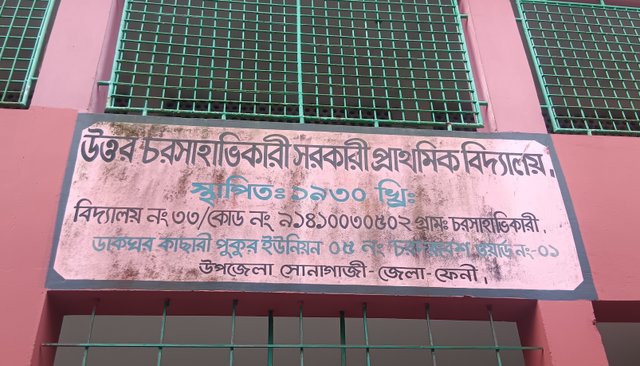 উত্তর চরসাহাভিকারী সরকারী প্রাথমিক বিদ্যালয়.
স্থাপিতঃ ১৯৩০ খ্রিঃ
বিদ্যালয় নং ৩৩/কোড নং ৯১৪১০০৩০৫০২ গ্রামঃ চরসাহাভিকারী.
ডাকঘর কাছারী পুকুর ইউনিয়ন ০৫ নং ওয়ার্ড নং-০১
উপজেলা সোনাগাজী-জেলা-ফেনী.